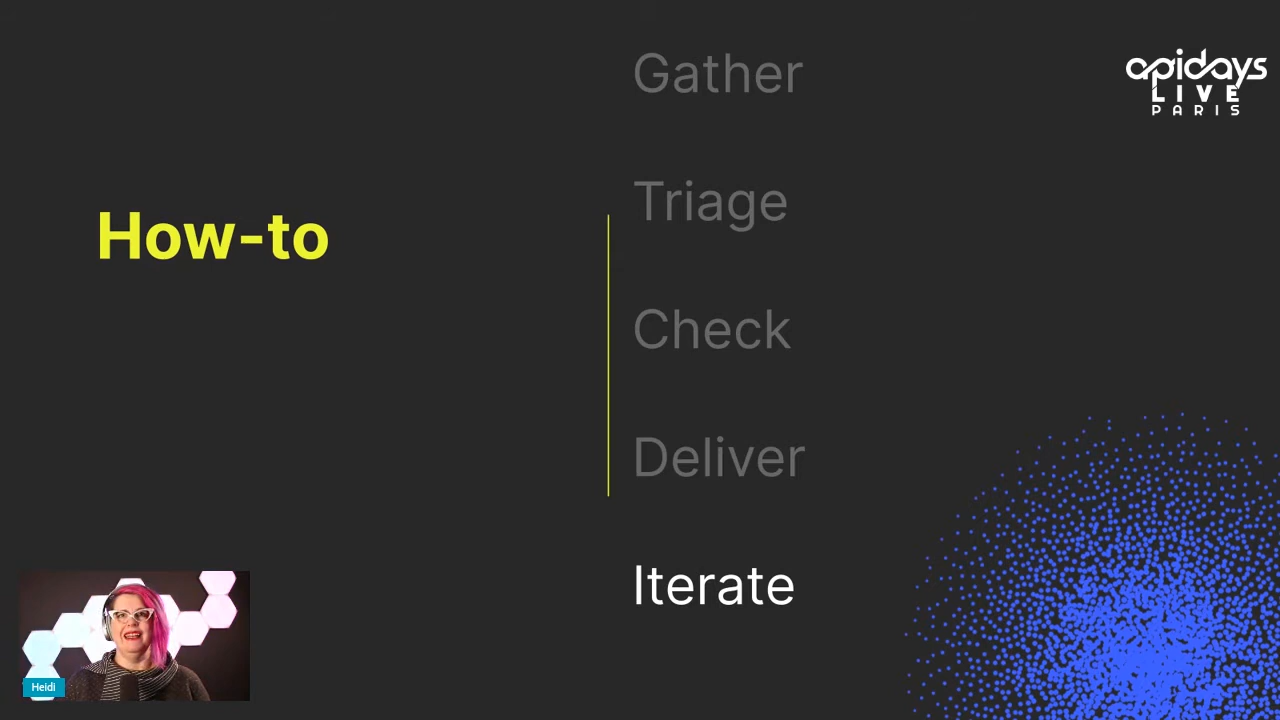 How-to
Gather
Triage
Check
Deliver
Iterate
apidays
LIVE
PARIS
Heidi